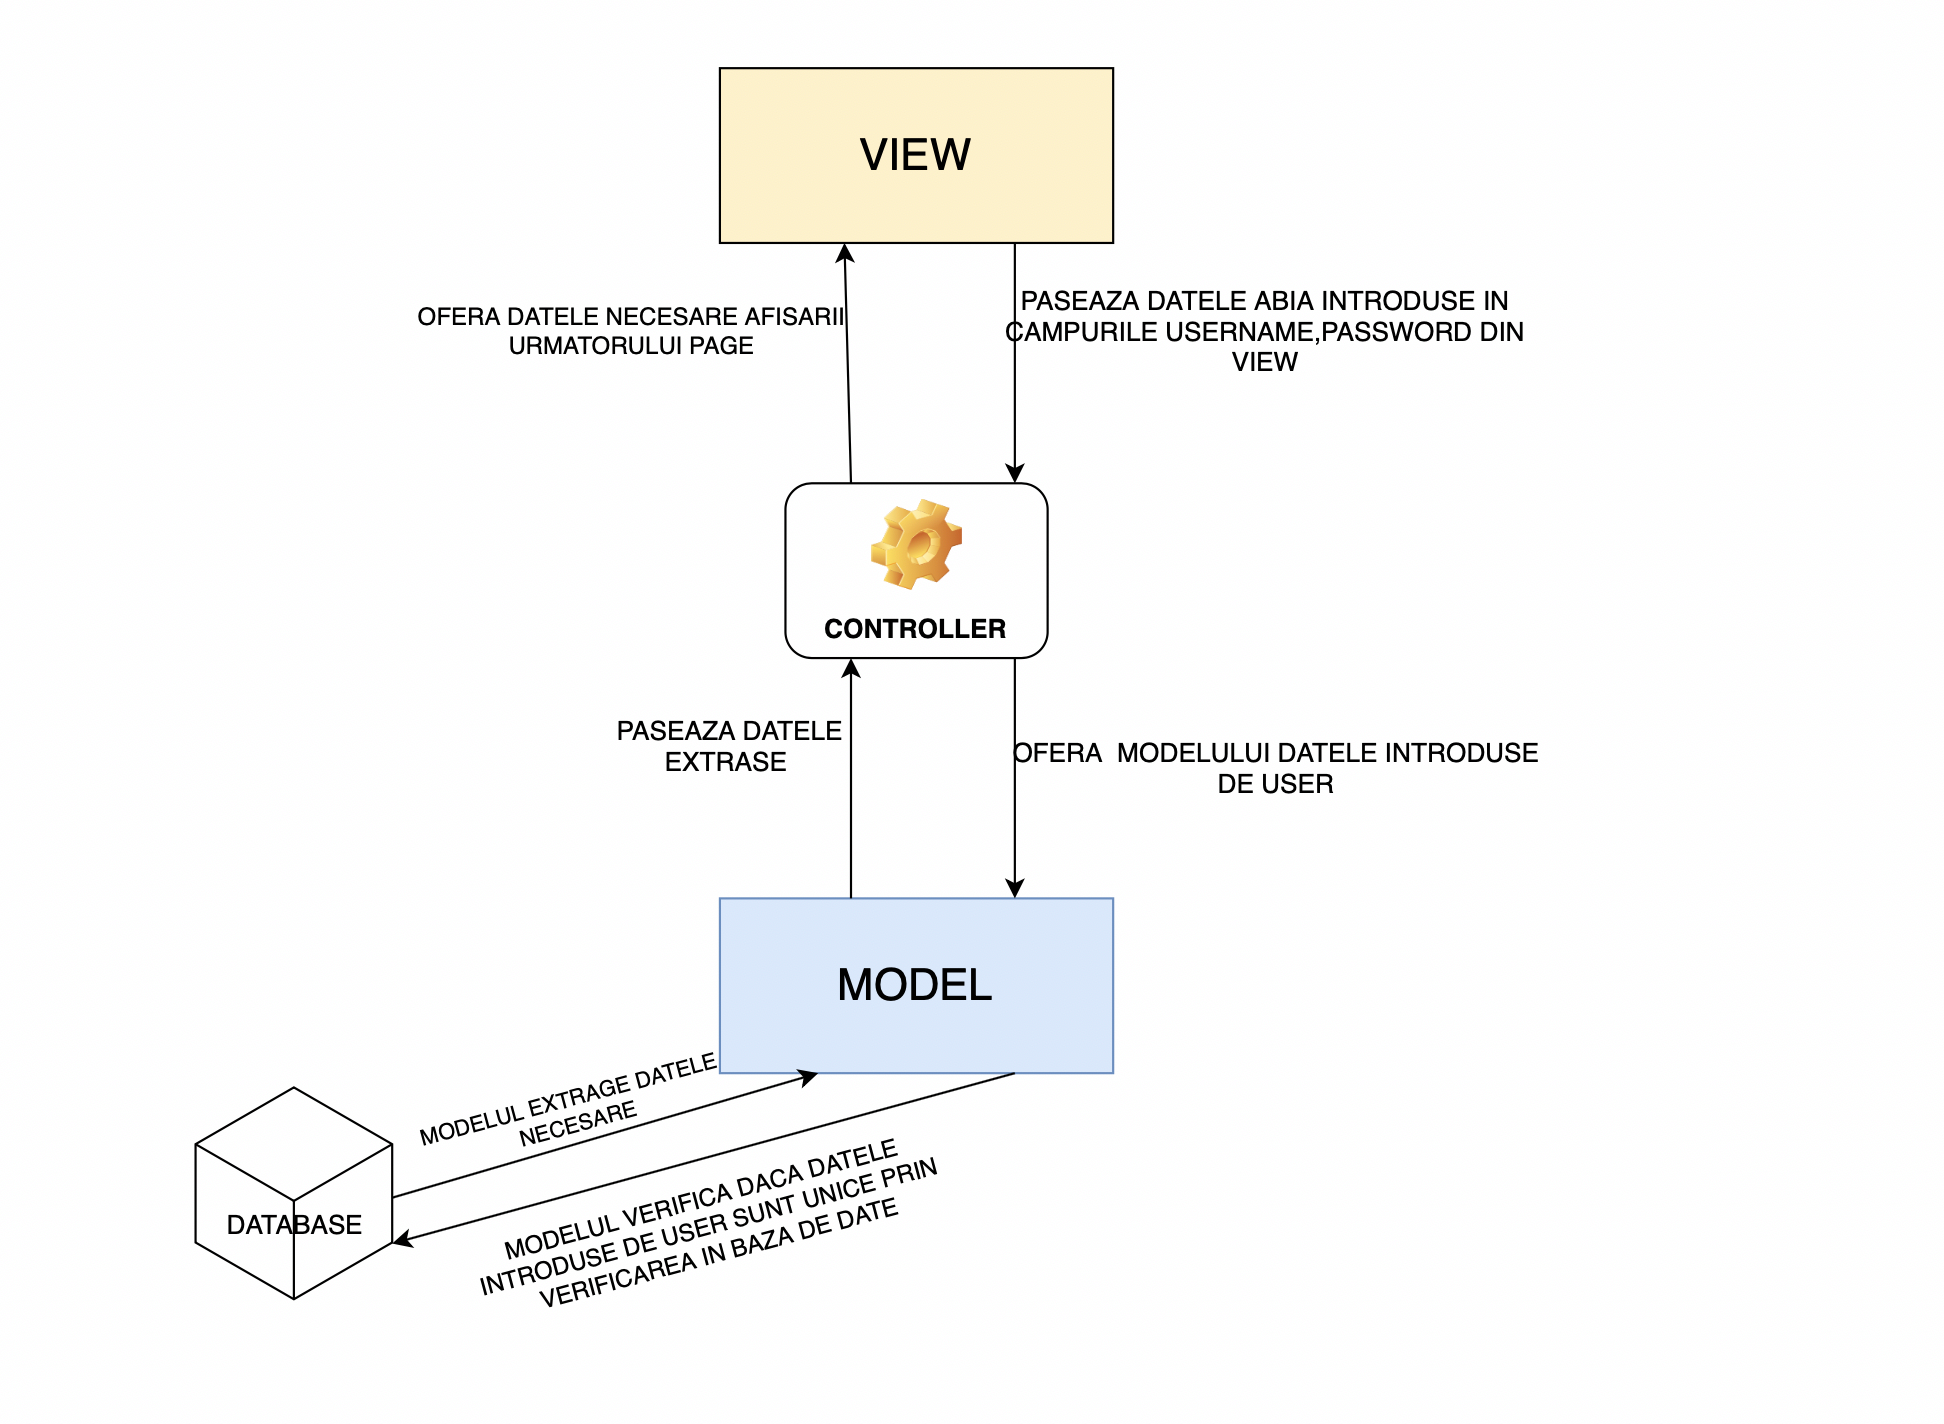 VIEW
OFERA DATELE NECESARE AFISARII
URMATORULUI PAGE
PASEAZA DATELE ABIA INTRODUSE IN
CAMPURILE USERNAME,PASSWORD DIN
VIEW
CONTROLLER
PASEAZA DATELE
EXTRASE
OFERA  MODELULUI DATELE INTRODUSE
DE USER
MODEL
MODELUL EXTRAGE DATELE
NECESARE
DATABASE
MODELUL VERIFICA DACA DATELE
INTRODUSE DE USER SUNT UNICE PRIN
VERIFICAREA IN BAZA DE DATE